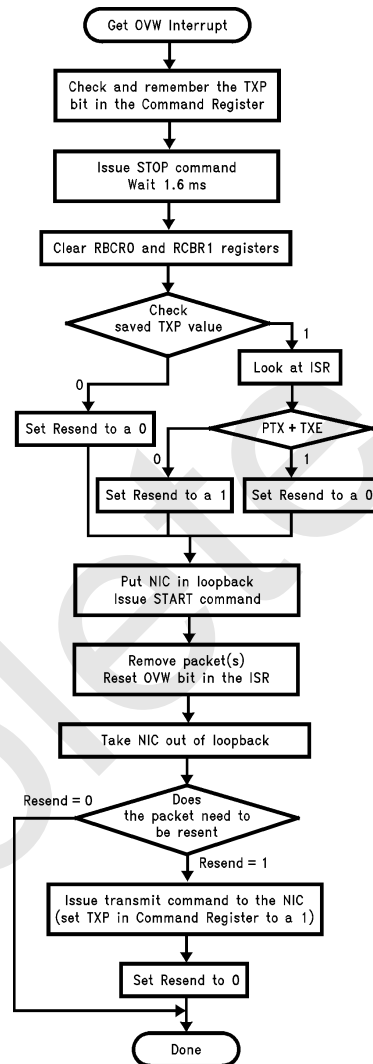 Get OVW Interrupt
Check and remember the TXP
bit in the Command Register
Issue STOP command
Wait 1.6 ms
Clear RBCR0 and RCBR1 registers
Check
saved TXP value
1
0
Look at ISR
Set Resend to a 0
PTX + TXE
0
1
Set Resend to a 1
Set Resend to a 0
Put NIC in loopback
Issue START command
Remove packet(s)
Reset OVW bit in the ISR
Take NIC out of loopback
Resend = 0
Does
the packet need to
be resent
Resend = 1
Issue transmit command to the NIC
(set TXP in Command Register to a 1)
Set Resend to 0
Done